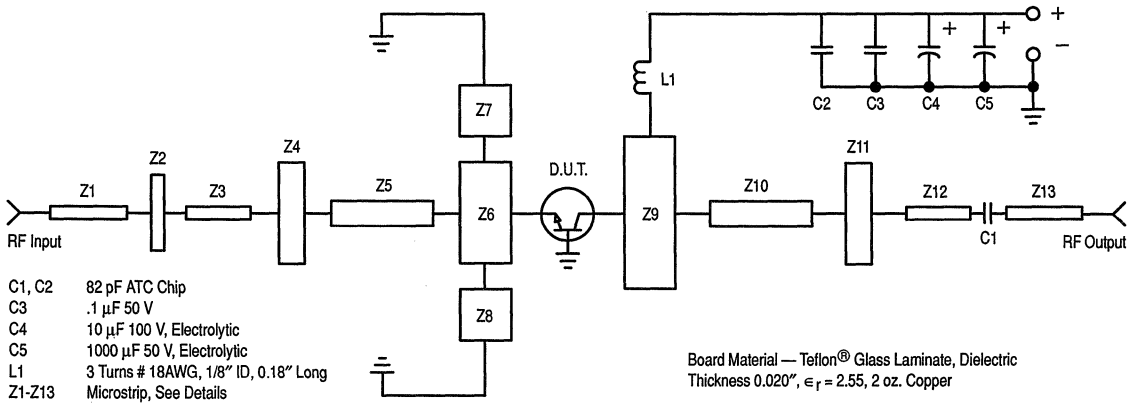 +
+
+
−
L1
C2
C3
C4
C5
Z7
Z4
Z2
Z11
D.U.T.
Z1
Z3
Z5
Z6
Z9
Z10
Z12
Z13
C1
RF Input
RF Output
Z8
C1, C2 82 pF ATC Chip
C3 .1 µF 50 V
C4 10 µF 100 V, Electrolytic
C5 1000 µF 50 V, Electrolytic
L1 3 Turns # 18AWG, 1/8″ ID, 0.18″ Long
Z1-Z13 Microstrip, See Details
Board Material — Teflon® Glass Laminate, Dielectric
Thickness 0.020″, ∈r = 2.55, 2 oz. Copper